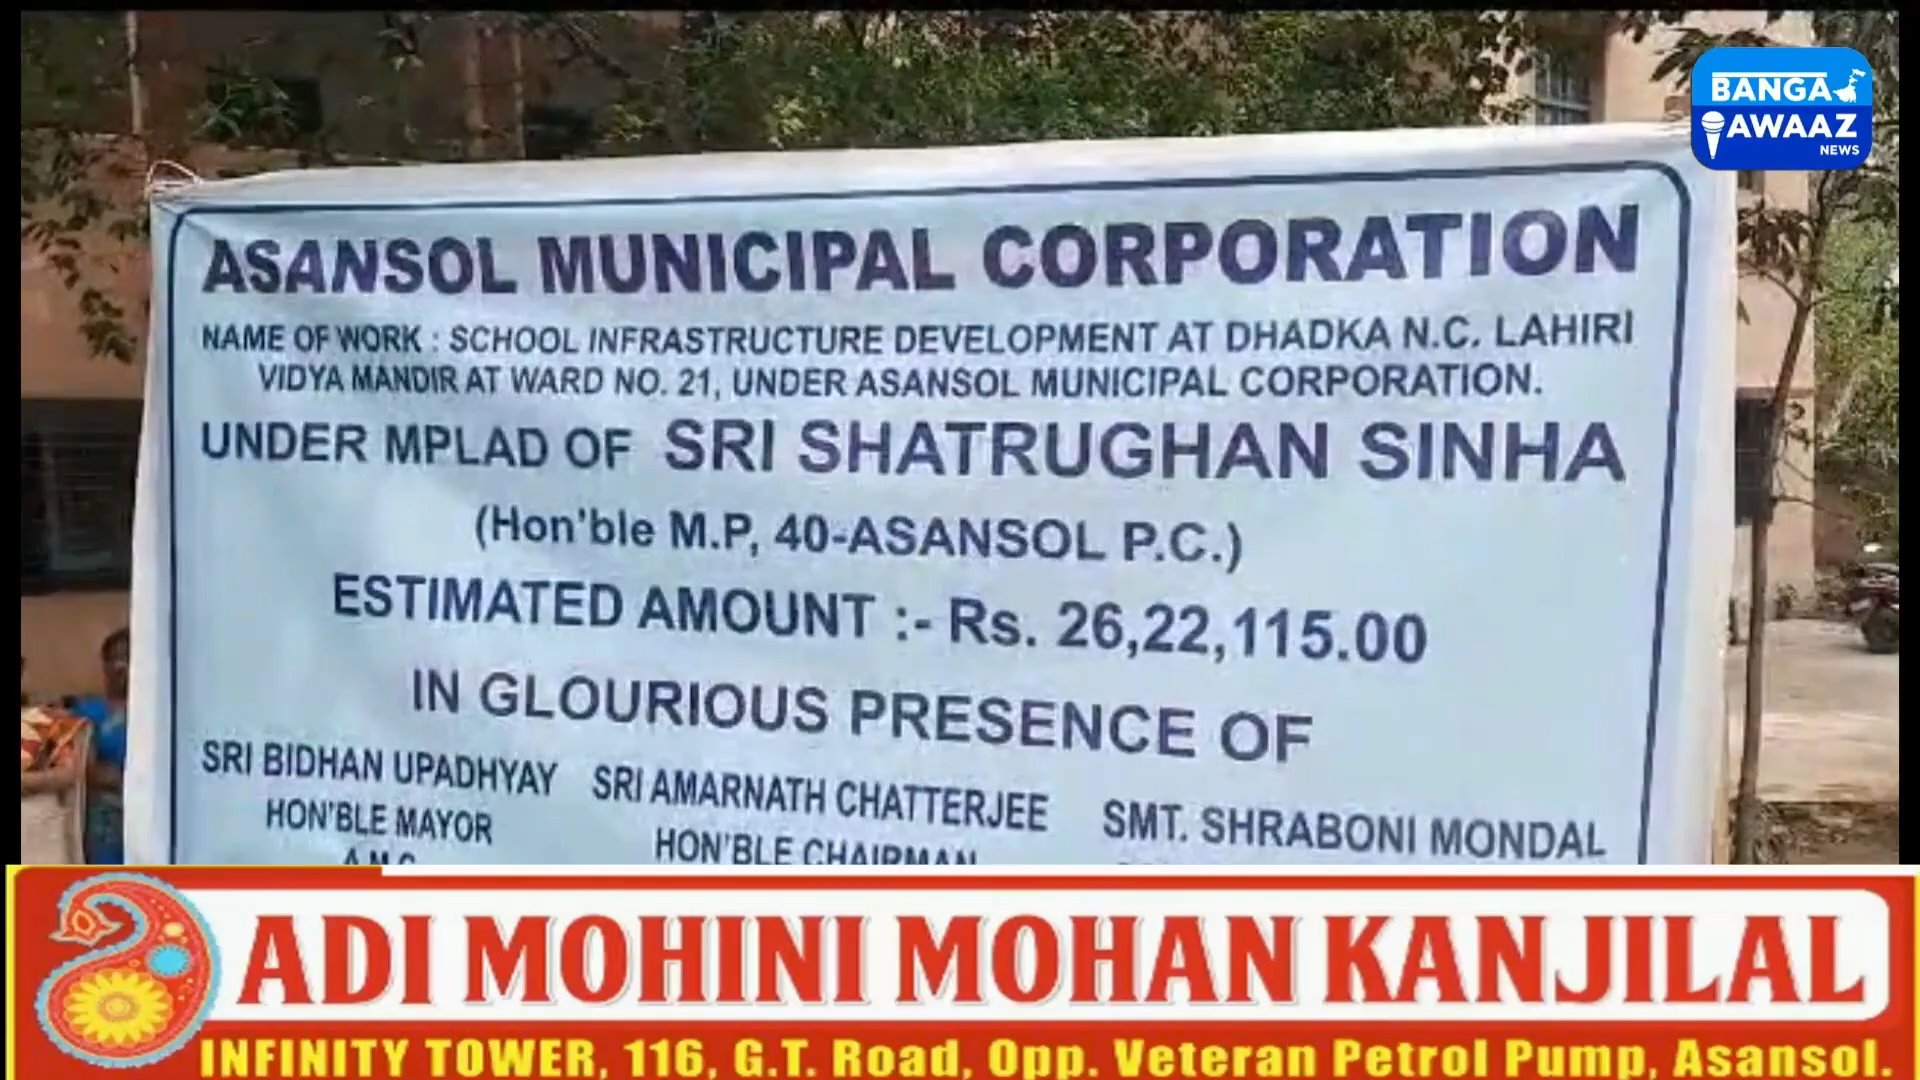 BANGA
AWAAZ
NEWS
ASANSOL MUNICIPAL CORPORATION
NAME OF WORK : SCHOOL INFRASTRUCTURE DEVELOPMENT AT DHADKA N.C. LAHIRI
VIDYA MANDIR AT WARD NO. 21, UNDER ASANSOL MUNICIPAL CORPORATION.
UNDER MPLAD OF SRI SHATRUGHAN SINHA
(Hon'ble M.P, 40-ASANSOL P.C.)
ESTIMATED AMOUNT :- Rs. 26,22,115.00
IN GLOURIOUS PRESENCE OF
SRI BIDHAN UPADHYAY SRI AMARNATH CHATTERJEE SMT. SHRABONI MONDAL
HON'BLE MAYOR HON'BLE CHAIRMAN
A.M.C
ADI MOHINI MOHAN KANJILAL
INFINITY TOWER, 116, G.T. Road, Opp. Veteran Petrol Pump, Asansol.